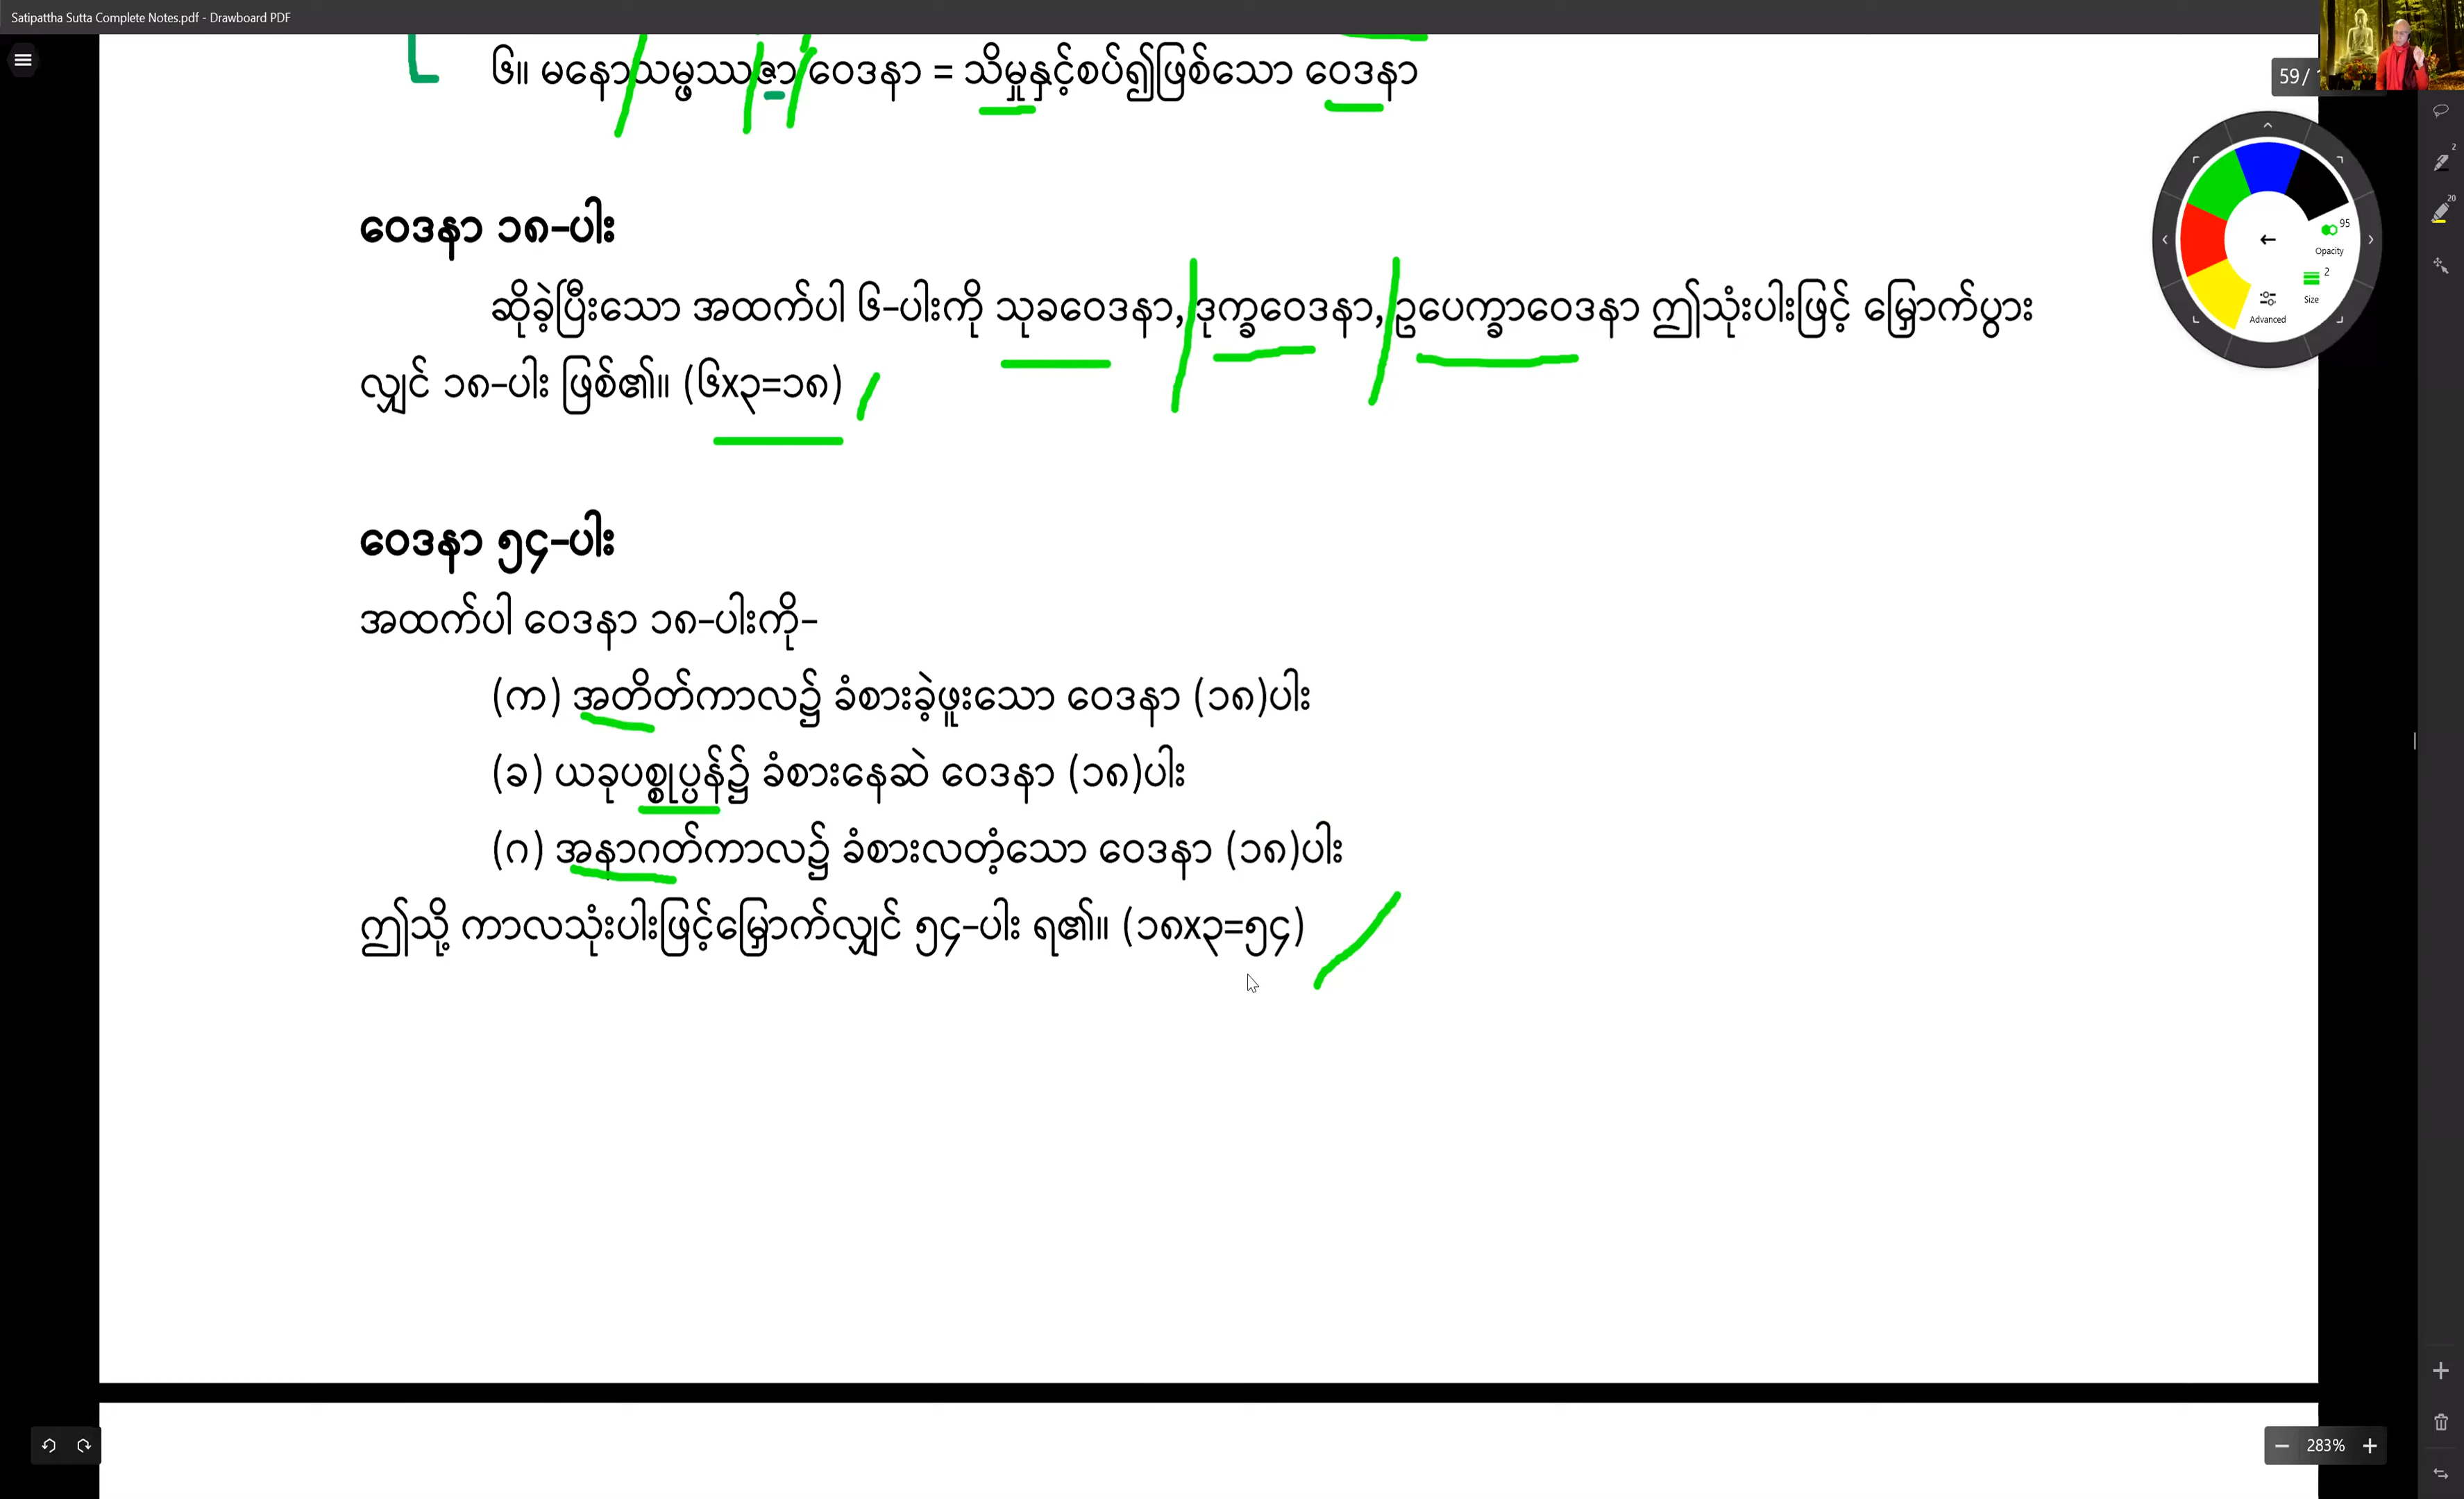 Satipattha Sutta Complete Notes.pdf - Drawboard PDF
59/
၆။ မနောသမ္ဖဿဇာဝေဒနာ = သိမှုနှင့်စပ်၍ဖြစ်သော ဝေဒနာ
ဝေဒနာ ၁၈-ပါး
ဆိုခဲ့ပြီးသော အထက်ပါ ၆-ပါးကို သုခဝေဒနာ, ဒုက္ခဝေဒနာ, ဥပေက္ခာဝေဒနာ ဤသုံးပါးဖြင့် မြှောက်ပွား
လျှင် ၁၈-ပါး ဖြစ်၏။ (၆x၃=၁၈)
ဝေဒနာ ၅၄-ပါး
အထက်ပါ ဝေဒနာ ၁၈-ပါးကို-
(က) အတိတ်ကာလ၌ ခံစားခဲ့ဖူးသော ဝေဒနာ (၁၈)ပါး
(ခ) ယခုပစ္စုပ္ပန်၌ ခံစားနေဆဲ ဝေဒနာ (၁၈)ပါး
(ဂ) အနာဂတ်ကာလ၌ ခံစားလတံ့သော ဝေဒနာ (၁၈)ပါး
ဤသို့ ကာလသုံးပါးဖြင့်မြှောက်လျှင် ၅၄-ပါး ရ၏။ (၁၈x၃=၅၄)
95
Opacity
2
Size
Advanced
2
20
283%